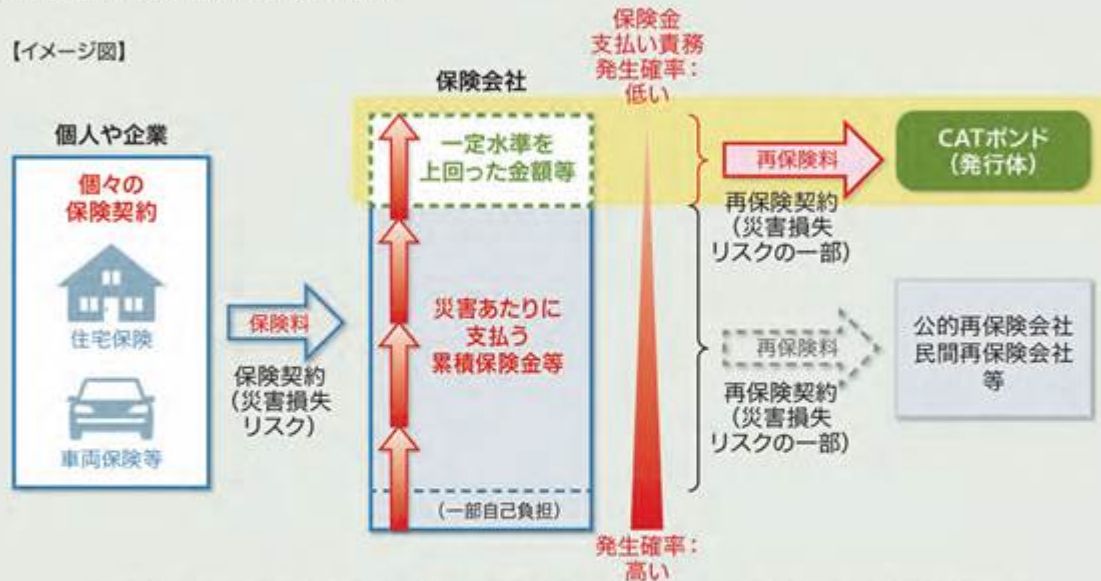 【イメージ図】
個人や企業
個々の
保険契約
住宅保険
車両保険等
保険料
保険契約
(災害損失
リスク)
保険会社
一定水準を
上回った金額等
災害あたりに
支払う
累積保険金等
(一部自己負担)
保険金
支払い責務
発生確率:
低い
発生確率:
高い
再保険料
再保険契約
(災害損失
リスクの一部)
再保険料
再保険契約
(災害損失
リスクの一部)
CATボンド
(発行体)
公的再保険会社
民間再保険会社
等